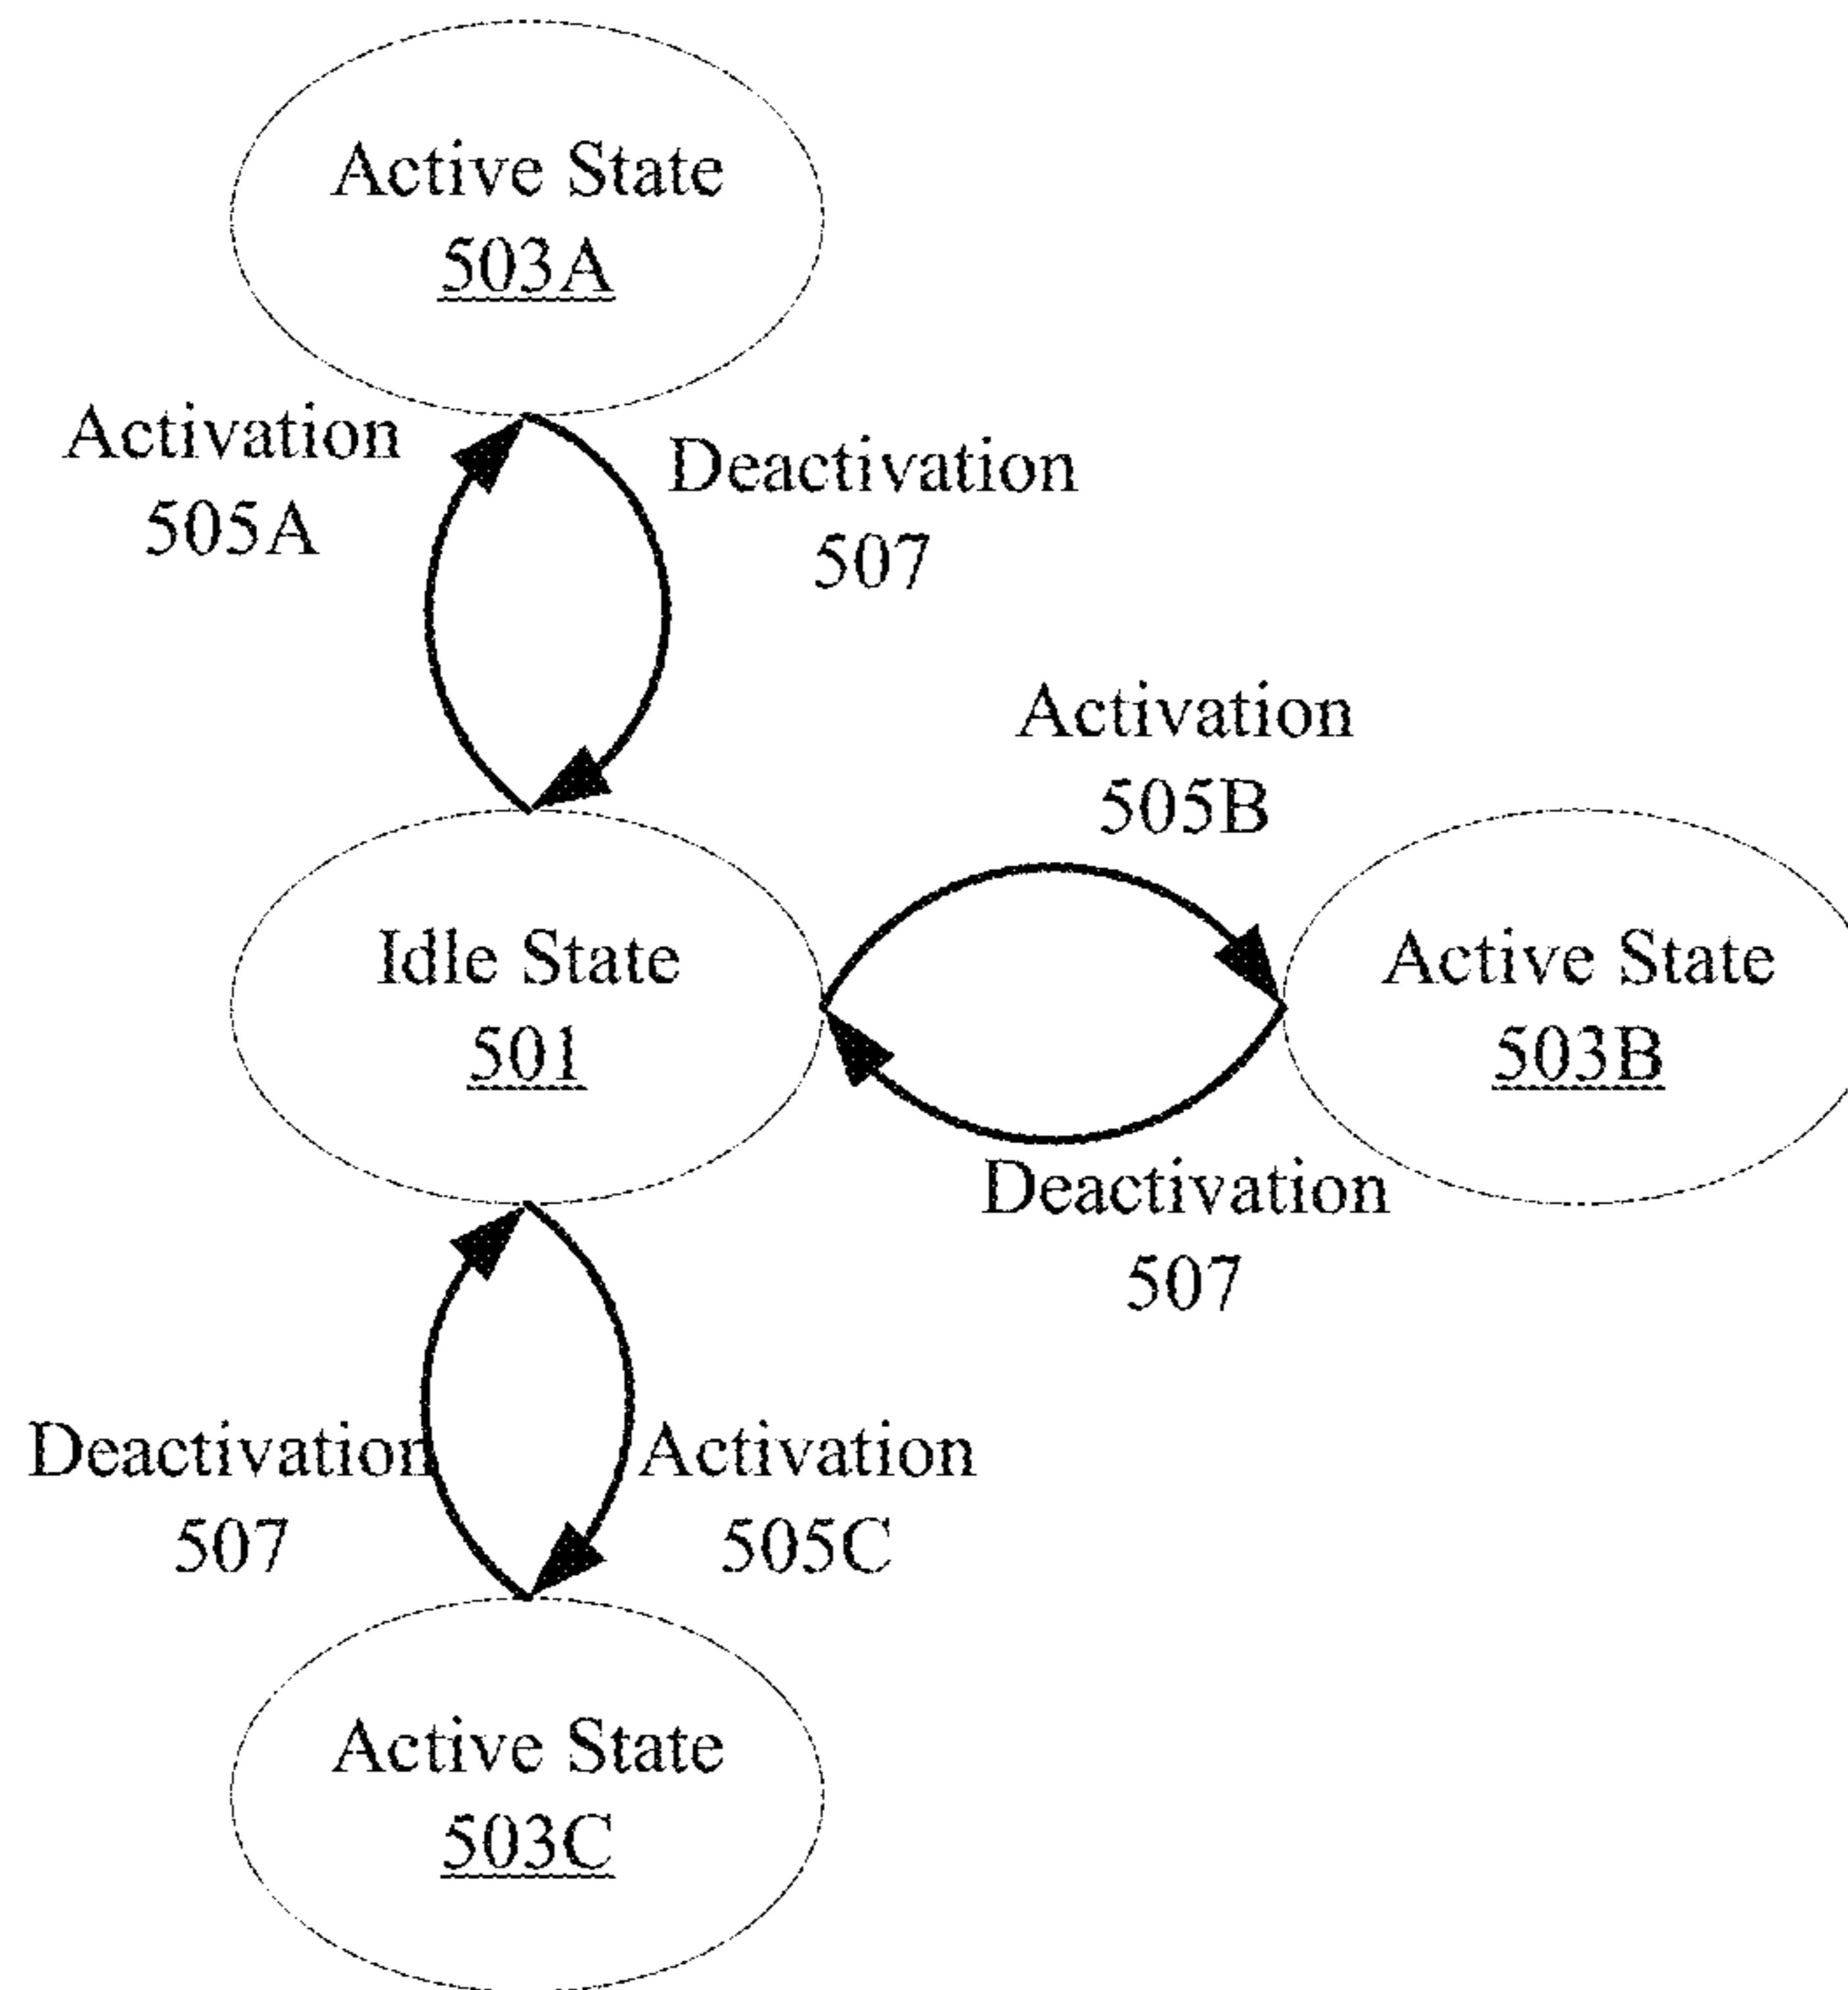 Active State
503A
Activation
505A
Deactivation
507
Activation
505B
Idle State
501
Active State
503B
Deactivation
507
Deactivation
507
Activation
505C
Active State
503C